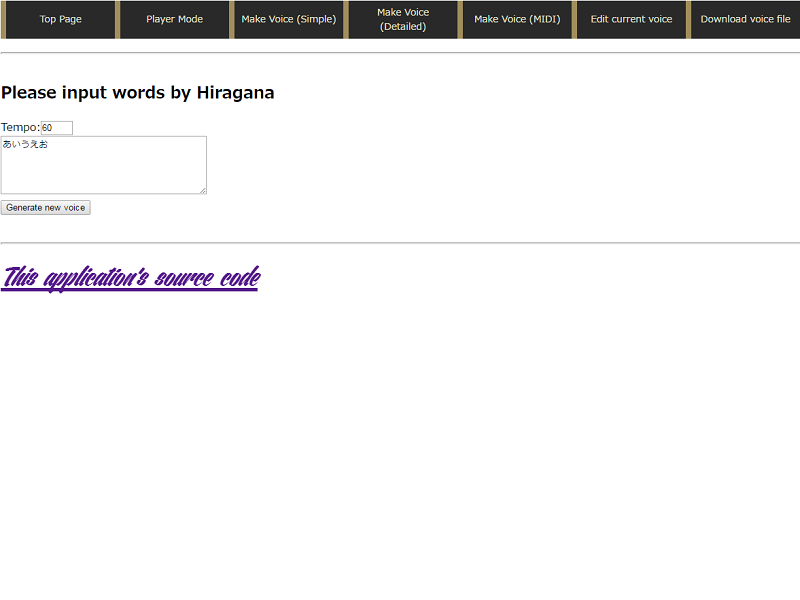 Top Page
Player Mode
Make Voice (Simple)
Make Voice
(Detailed)
Make Voice (MIDI)
Edit current voice
Download voice file
Please input words by Hiragana
Tempo:60
あいうえお
Generate new voice
This application's source code